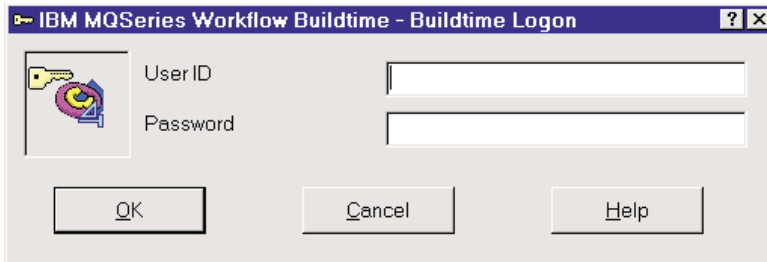 IBM MQSeries Workflow Buildtime - Buildtime Logon
User ID
Password
OK
Cancel
Help